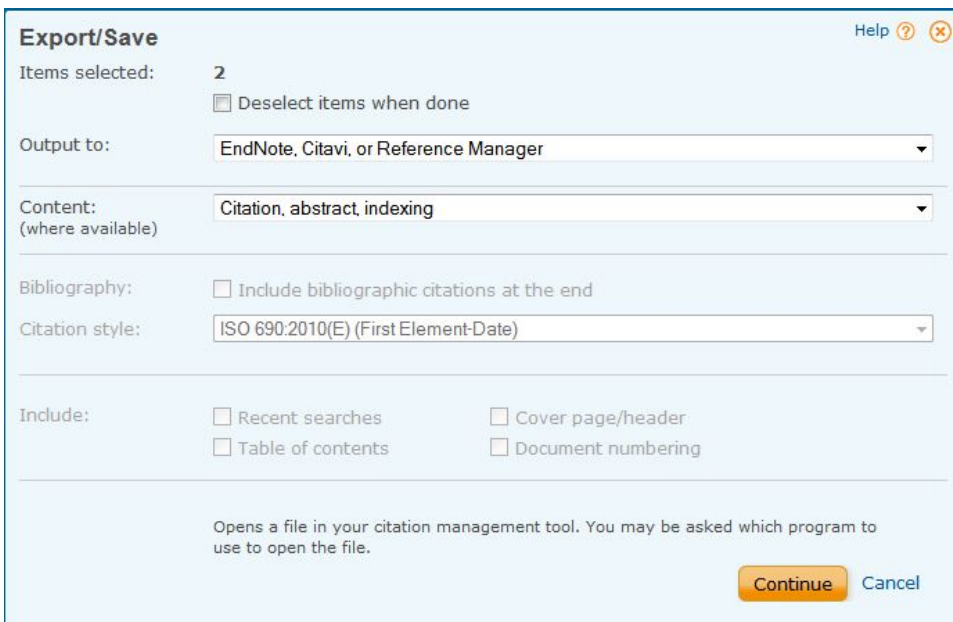 Export/Save
Help
Items selected: 2
Deselect items when done
Output to: EndNote, Citavi, or Reference Manager
Content: Citation, abstract, indexing
(where available)
Bibliography: Include bibliographic citations at the end
Citation style: ISO 690:2010(E) (First Element-Date)
Include: Recent searches Cover page/header
Table of contents Document numbering
Opens a file in your citation management tool. You may be asked which program to
use to open the file.
Continue Cancel